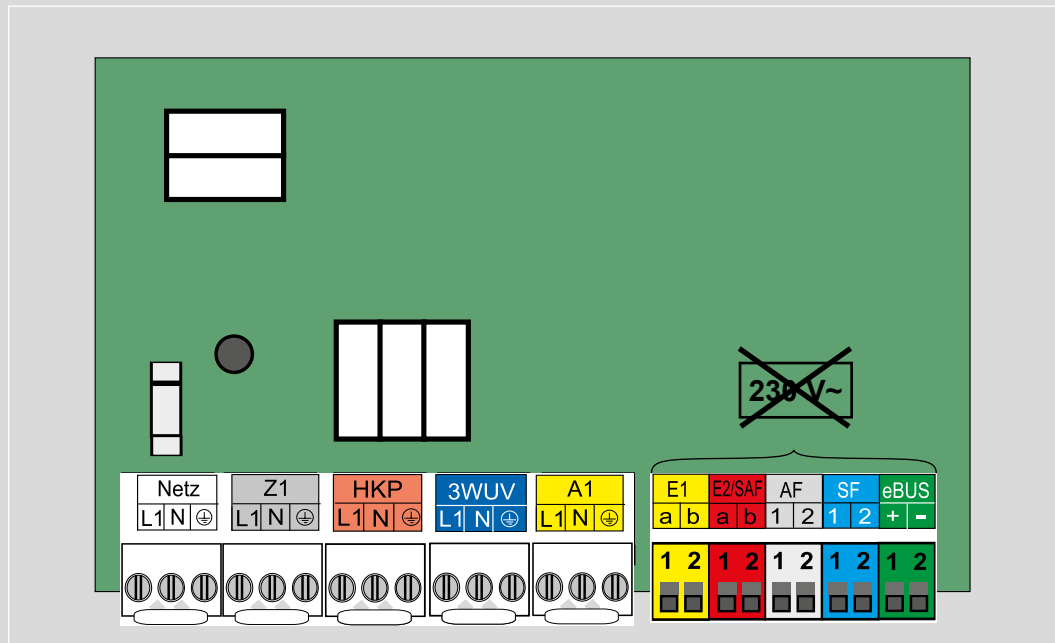 230 V~
Netz Z1 HKP 3WUV A1 E1 E2/SAF AF SF eBUS
L1 N ⏚ L1 N ⏚ L1 N ⏚ L1 N ⏚ L1 N ⏚ a b a b 1 2 1 2 + -
1 2 1 2 1 2 1 2 1 2